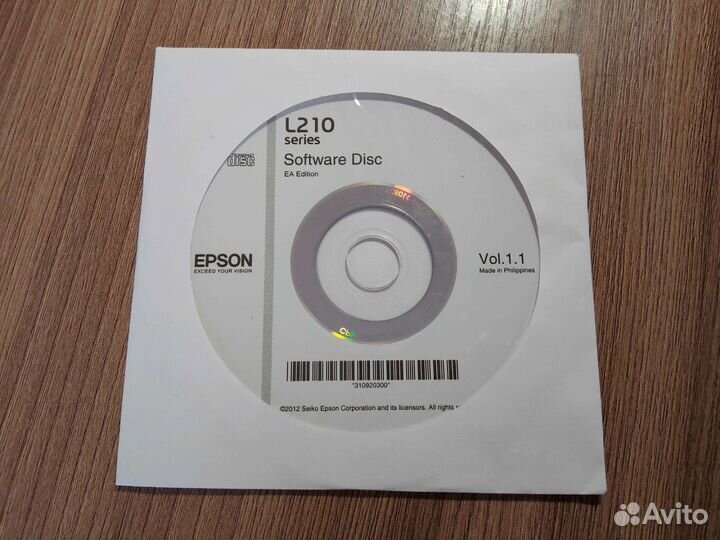 L210
series
disc
Software Disc
EA Edition
EPSON
EXCEED YOUR VISION
Vol.1.1
Made in Philippines
*310920300*
©2012 Seiko Epson Corporation and its licensors. All rights
Avito